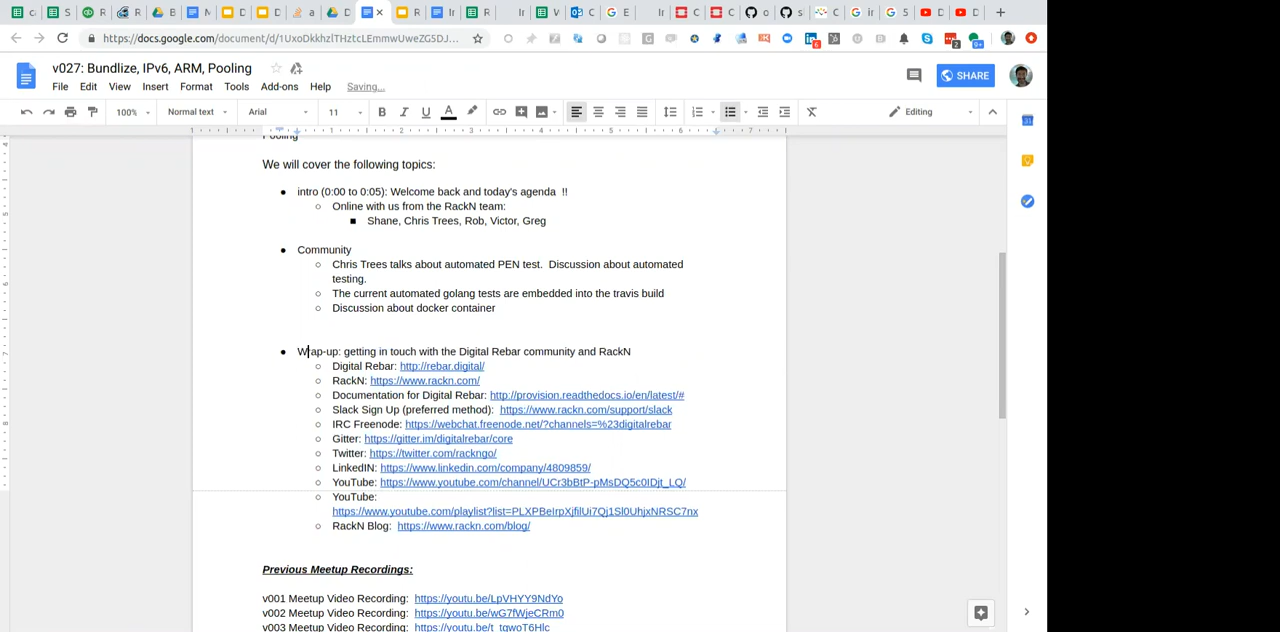 https://docs.google.com/document/d/1UxoDkkhzlTHztcLEmmwUweZG5DJ...
v027: Bundlize, IPv6, ARM, Pooling
File Edit View Insert Format Tools Add-ons Help Saving...
SHARE
100% Normal text Arial 11 B I U A Editing
Pooling
We will cover the following topics:
● intro (0:00 to 0:05): Welcome back and today's agenda !!
○ Online with us from the RackN team:
■ Shane, Chris Trees, Rob, Victor, Greg
● Community
○ Chris Trees talks about automated PEN test. Discussion about automated
testing.
○ The current automated golang tests are embedded into the travis build
○ Discussion about docker container
● Wrap-up: getting in touch with the Digital Rebar community and RackN
○ Digital Rebar: http://rebar.digital/
○ RackN: https://www.rackn.com/
○ Documentation for Digital Rebar: http://provision.readthedocs.io/en/latest/#
○ Slack Sign Up (preferred method): https://www.rackn.com/support/slack
○ IRC Freenode: https://webchat.freenode.net/?channels=%23digitalrebar
○ Gitter: https://gitter.im/digitalrebar/core
○ Twitter: https://twitter.com/rackngo/
○ LinkedIN: https://www.linkedin.com/company/4809859/
○ YouTube: https://www.youtube.com/channel/UCr3bBtP-pMsDQ5c0IDjt_LQ/
○ YouTube:
https://www.youtube.com/playlist?list=PLXPBeIrpXjfilUi7Qj1Sl0UhjxNRSC7nx
○ RackN Blog: https://www.rackn.com/blog/
Previous Meetup Recordings:
v001 Meetup Video Recording: https://youtu.be/LpVHYY9NdYo
v002 Meetup Video Recording: https://youtu.be/wG7fWjeCRm0
v003 Meetup Video Recording: https://youtu.be/t_tqwoT6Hlc